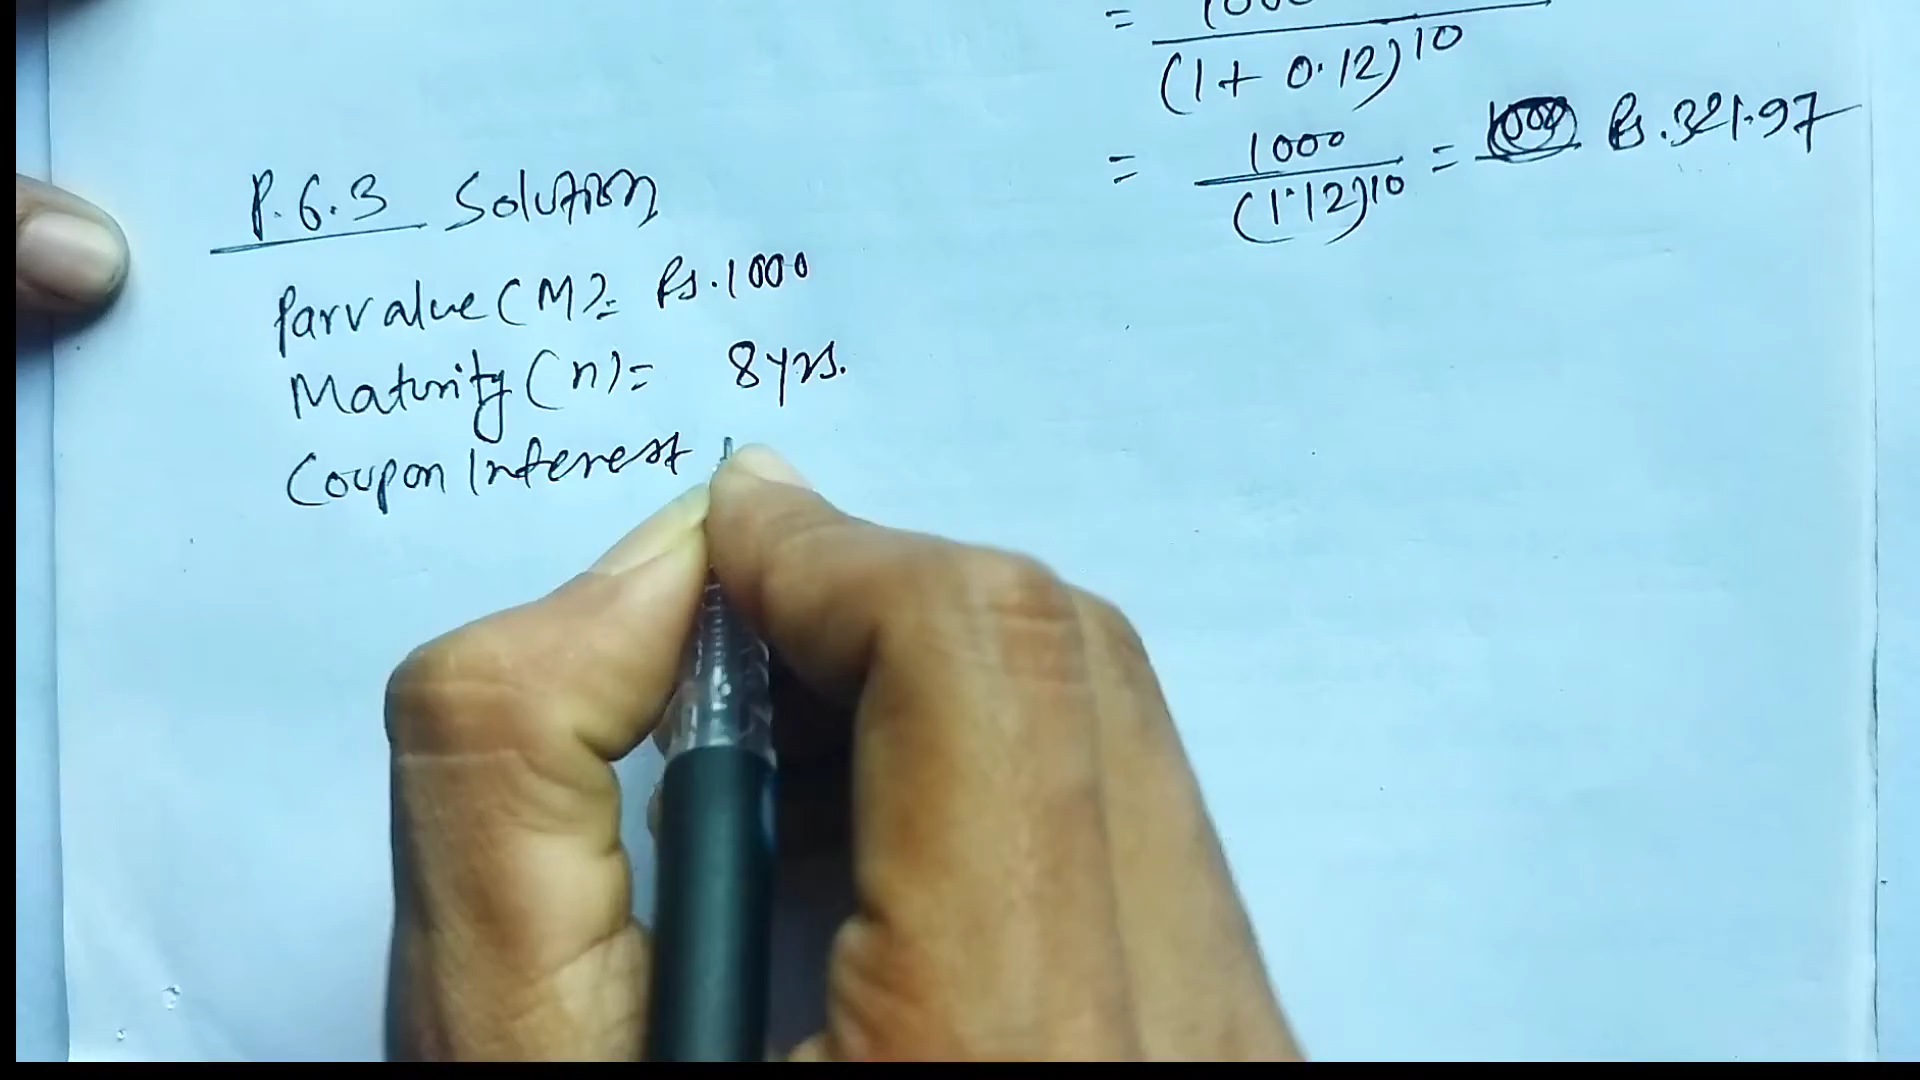 = 1000
(1 + 0.12)^10
= 1000 / (1.12)^10 = Rs. 321.97
P. 6.3 Solution
Par value (M) = Rs. 1000
Maturity (n) = 8 yrs.
Coupon Interest